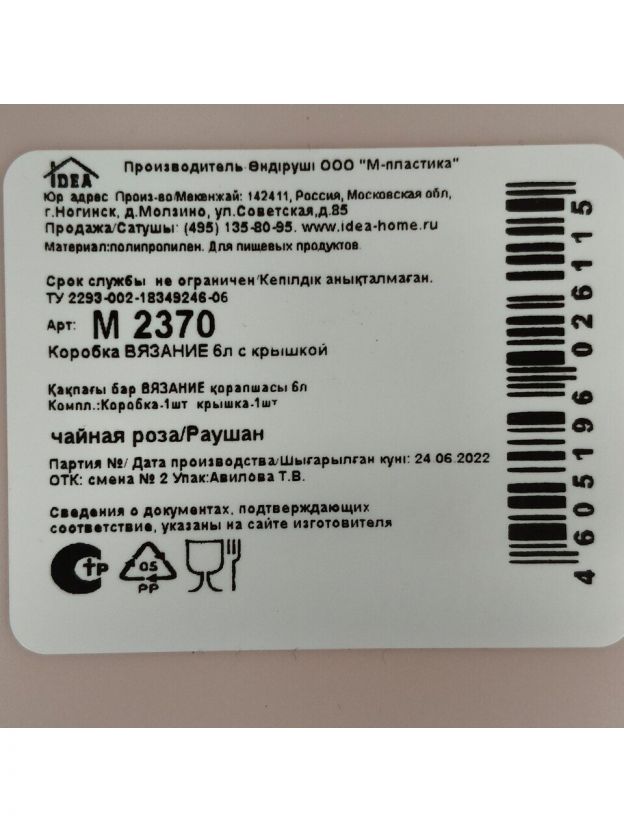 IDEA
Производитель Өндіруші ООО "М-пластика"
Юр адрес Произ-во/Мекенжай: 142411, Россия, Московская обл,
г.Ногинск, д.Молзино, ул.Советская,д.85
Продажа/Сатушы: (495) 135-80-95. www.idea-home.ru
Материал:полипропилен. Для пищевых продуктов.
Срок службы не ограничен/Кепілдік анықталмаған.
ТУ 2293-002-18349246-06
Арт: М 2370
Коробка ВЯЗАНИЕ 6л с крышкой
Қақпағы бар ВЯЗАНИЕ қорапшасы 6л
Компл.:Коробка-1шт крышка-1шт
чайная роза/Раушан
Партия №/ Дата производства/Шығарылған күні: 24 06.2022
ОТК: смена № 2 Упак:Авилова Т.В.
Сведения о документах, подтверждающих
соответствие, указаны на сайте изготовителя
СТР
05
PP
4605196026115